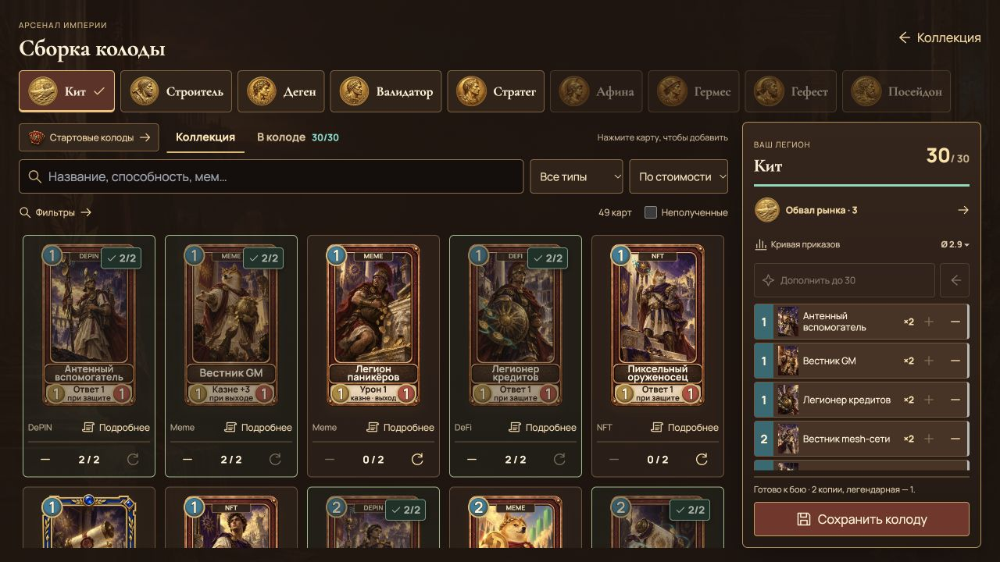 АРСЕНАЛ ИМПЕРИИ
Сборка колоды
Коллекция
Кит
Строитель
Деген
Валидатор
Стратег
Афина
Гермес
Гефест
Посейдон
Стартовые колоды
Коллекция
В колоде 30/30
Нажмите карту, чтобы добавить
Название, способность, мем...
Все типы
По стоимости
Фильтры
49 карт
Неполученные
1
DEPIN
2/2
Антенный
вспомогатель
1
Ответ 1
при защите
1
DePIN
Подробнее
2 / 2
1
MEME
2/2
Вестник GM
1
Казне +3
при выходе
1
Meme
Подробнее
2 / 2
1
MEME
Легион
паникёров
1
Урон 1
казне · выход
1
Meme
Подробнее
0 / 2
1
DEFI
2/2
Легионер
кредитов
1
Ответ 1
при защите
1
DeFi
Подробнее
2 / 2
1
NFT
Пиксельный
оруженосец
1
Ответ 1
при защите
1
NFT
Подробнее
0 / 2
1
1
NFT
2
DEPIN
2/2
2
MEME
2
2/2
ВАШ ЛЕГИОН
Кит
30 / 30
Обвал рынка · 3
Кривая приказов
Ø 2.9
Дополнить до 30
1
Антенный
вспомогатель
×2
1
Вестник GM
×2
1
Легионер кредитов
×2
2
Вестник mesh-сети
×2
Готово к бою · 2 копии, легендарная — 1.
Сохранить колоду